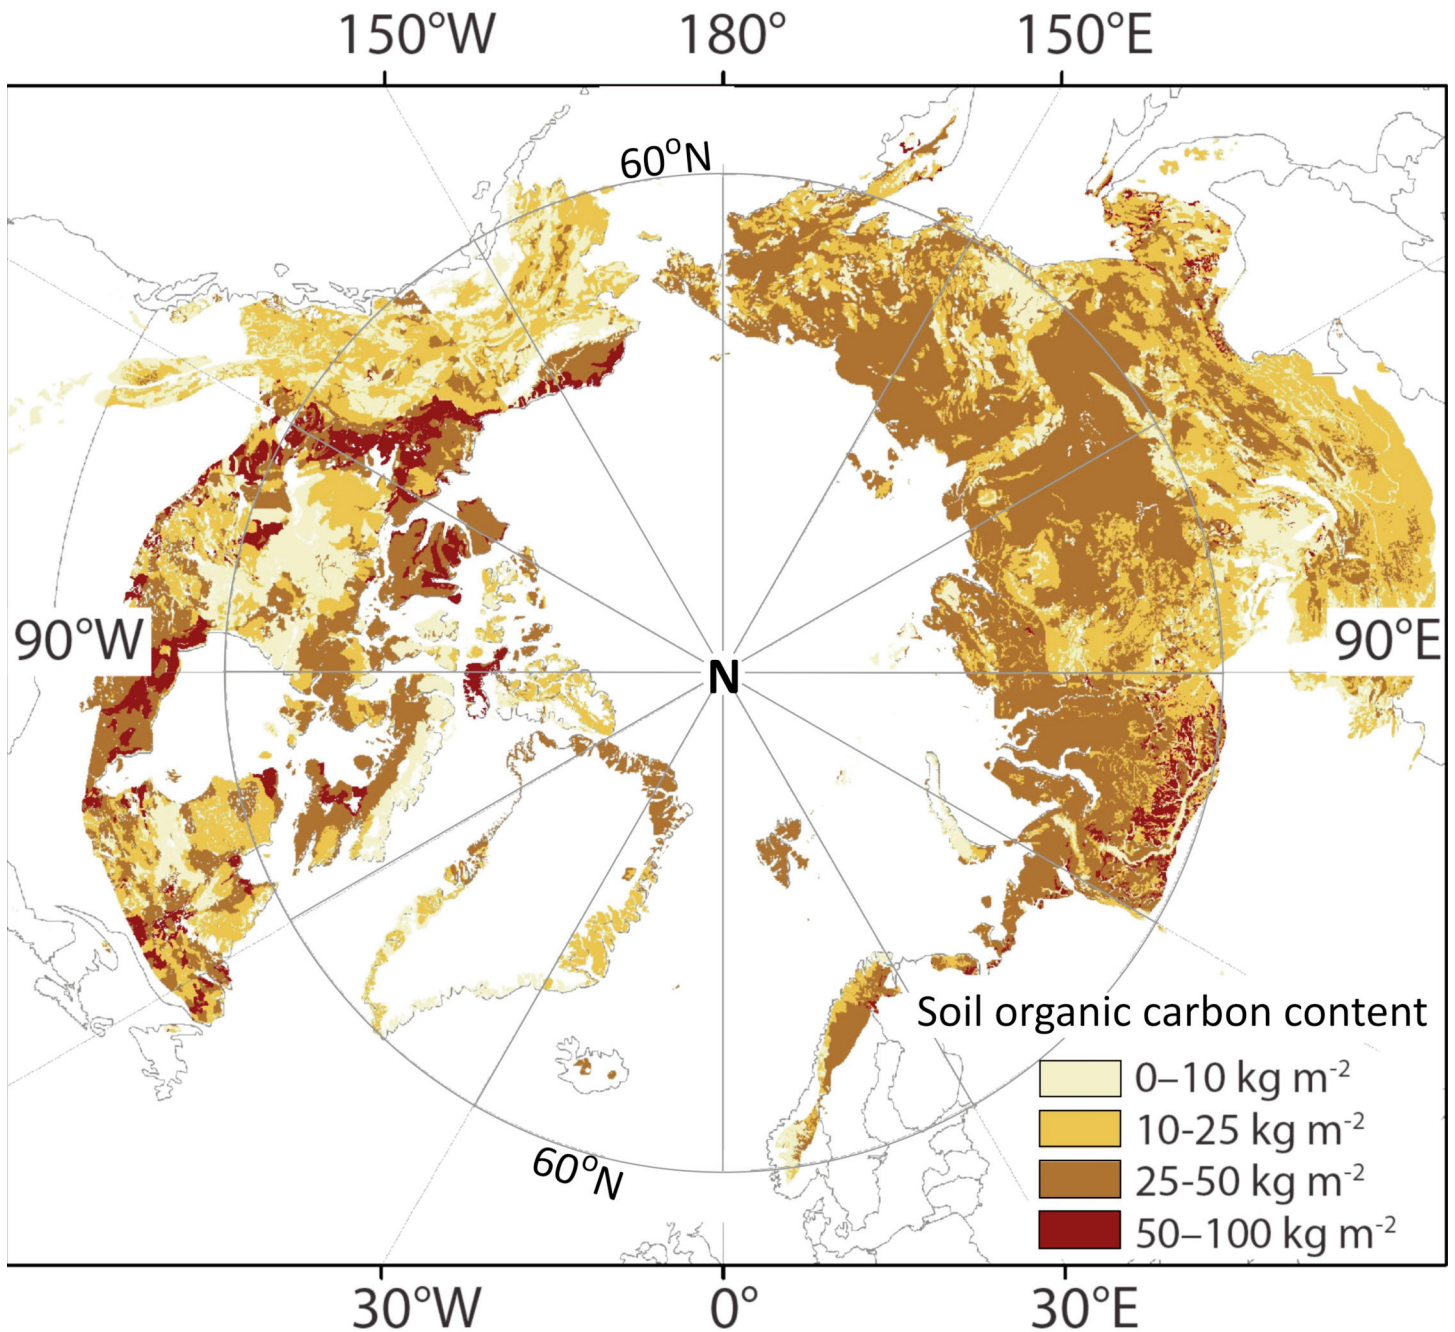 150°W 180° 150°E
60°N
90°W N 90°E
Soil organic carbon content
0–10 kg m⁻²
10-25 kg m⁻²
25-50 kg m⁻²
50–100 kg m⁻²
60°N
30°W 0° 30°E